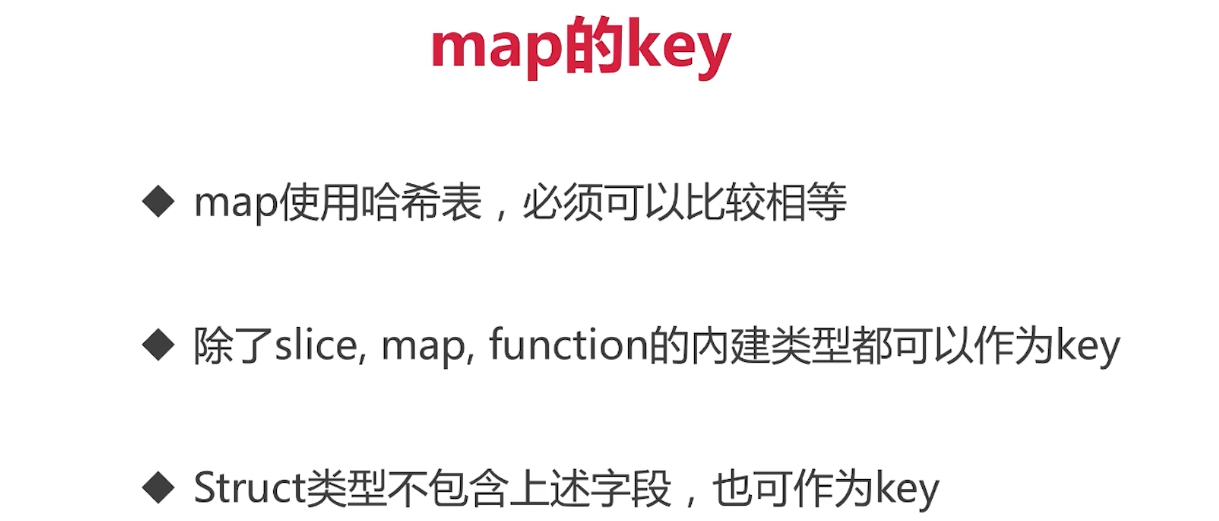 map的key
◆ map使用哈希表，必须可以比较相等
◆ 除了slice, map, function的内建类型都可以作为key
◆ Struct类型不包含上述字段，也可作为key